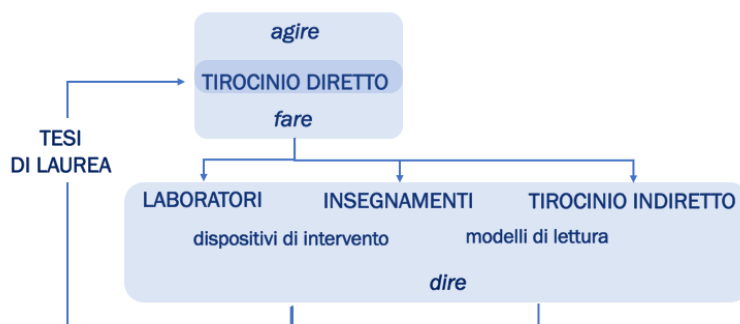 agire
TIROCINIO DIRETTO
fare
TESI
DI LAUREA
LABORATORI INSEGNAMENTI TIROCINIO INDIRETTO
dispositivi di intervento modelli di lettura
dire